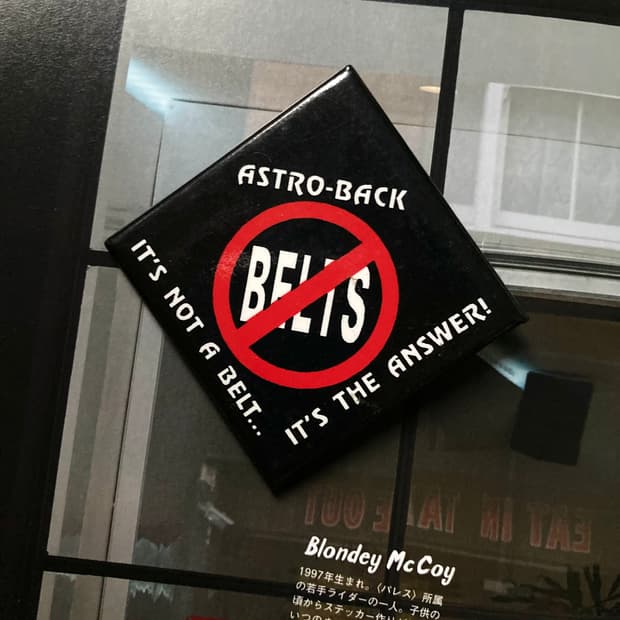 ASTRO-BACK
BELTS
IT'S NOT A BELT...
IT'S THE ANSWER!
EAT IN TAKE OUT
Blondey McCoy
1997年生まれ。〈パレス〉所属
の若手ライダーの一人。子供の
頃からステッカー作り